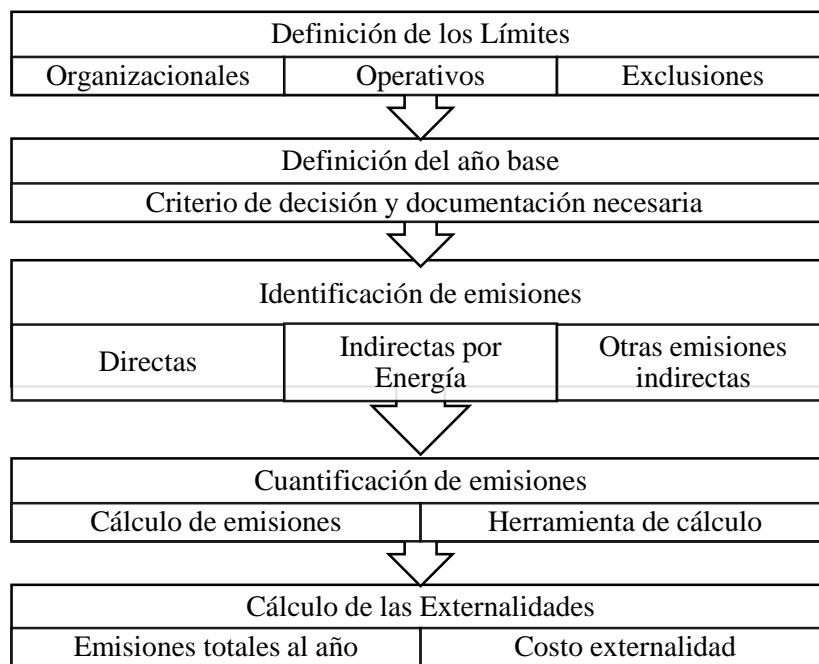 Definición de los Límites
Organizacionales
Operativos
Exclusiones
Definición del año base
Criterio de decisión y documentación necesaria
Identificación de emisiones
Directas
Indirectas por
Energía
Otras emisiones
indirectas
Cuantificación de emisiones
Cálculo de emisiones
Herramienta de cálculo
Cálculo de las Externalidades
Emisiones totales al año
Costo externalidad